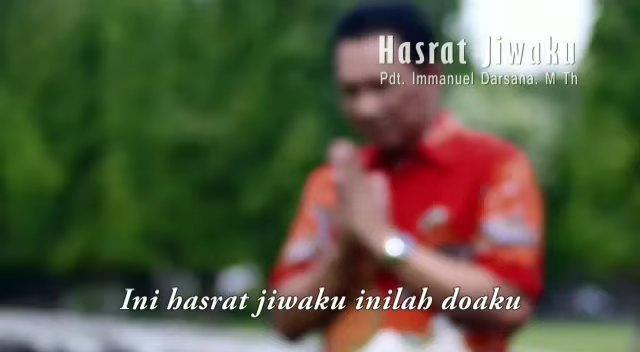 Hasrat Jiwaku
Pdt. Immanuel Darsana. M Th
Ini hasrat jiwaku inilah doaku